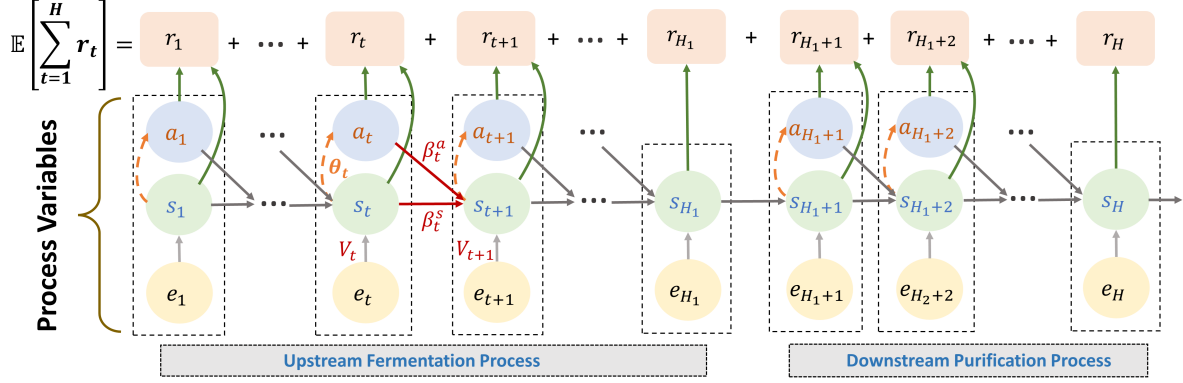 𝔼[∑_{t=1}^{H} r_t] = r_1 + ... + r_t + r_{t+1} + ... + r_{H_1} + r_{H_1+1} + r_{H_1+2} + ... + r_H
Process Variables
a_1 ... a_t a_{t+1} ... a_{H_1+1} a_{H_1+2} ...
θ_t β_t^a
s_1 ... s_t s_{t+1} ... s_{H_1} s_{H_1+1} s_{H_1+2} ... s_H
β_t^s
V_t V_{t+1}
e_1 e_t e_{t+1} e_{H_1} e_{H_1+1} e_{H_2+2} e_H
Upstream Fermentation Process Downstream Purification Process